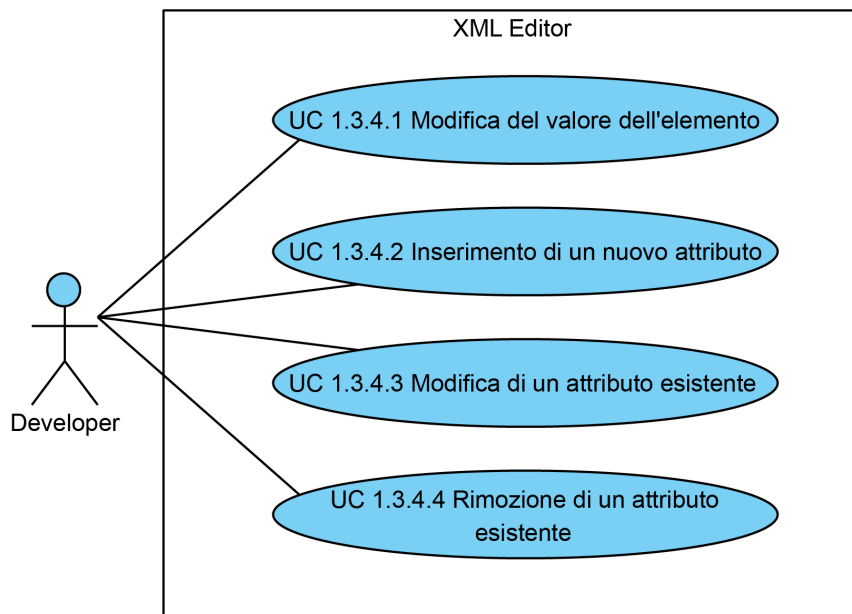 XML Editor
UC 1.3.4.1 Modifica del valore dell'elemento
UC 1.3.4.2 Inserimento di un nuovo attributo
UC 1.3.4.3 Modifica di un attributo esistente
Developer
UC 1.3.4.4 Rimozione di un attributo
esistente